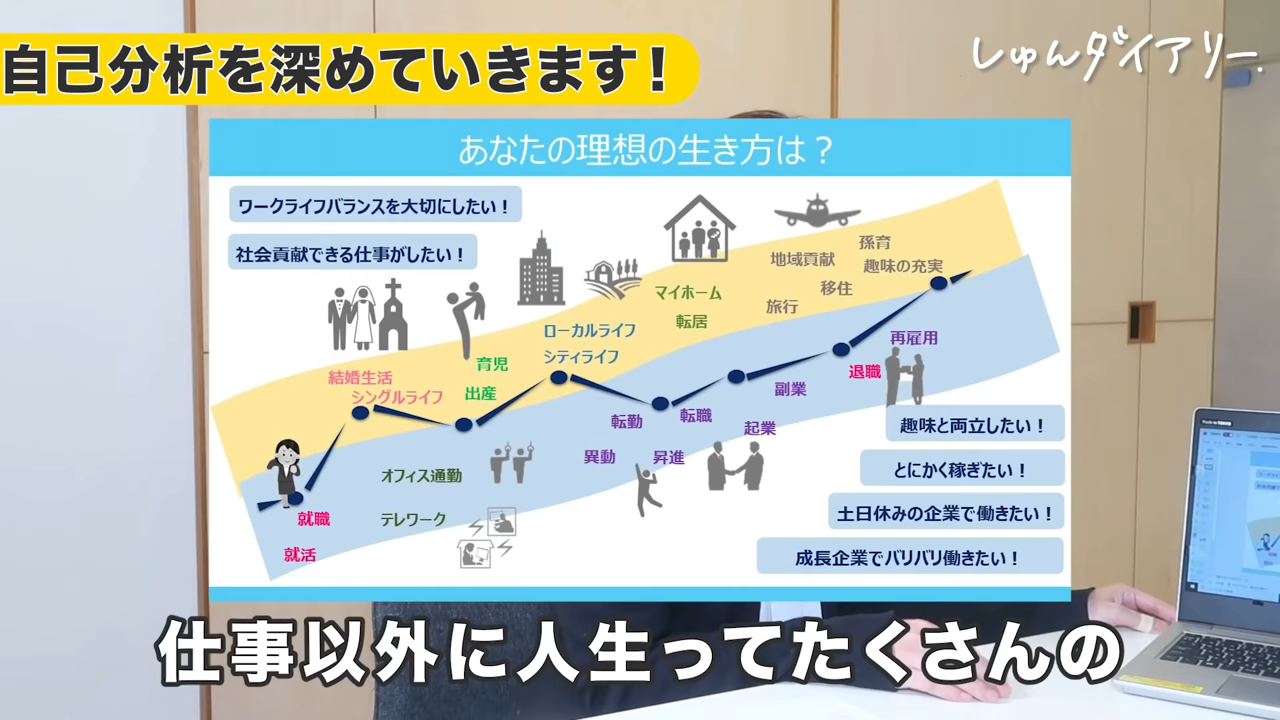 自己分析を深めていきます！
しゅんダイアリー.
あなたの理想の生き方は？
ワークライフバランスを大切にしたい！
社会貢献できる仕事がしたい！
孫育
地域貢献
趣味の充実
移住
旅行
マイホーム
転居
ローカルライフ
シティライフ
育児
出産
結婚生活
シングルライフ
再雇用
退職
副業
転勤
転職
起業
異動
昇進
オフィス通勤
テレワーク
就職
就活
趣味と両立したい！
とにかく稼ぎたい！
土日休みの企業で働きたい！
成長企業でバリバリ働きたい！
仕事以外に人生ってたくさんの